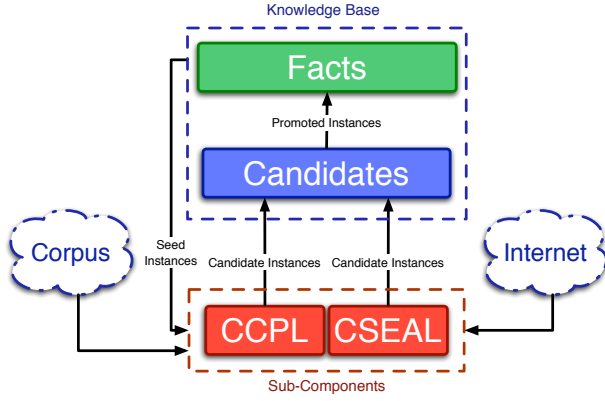 Knowledge Base
Facts
Promoted Instances
Candidates
Corpus
Seed
Instances
Candidate Instances
Candidate Instances
Internet
CCPL
CSEAL
Sub-Components